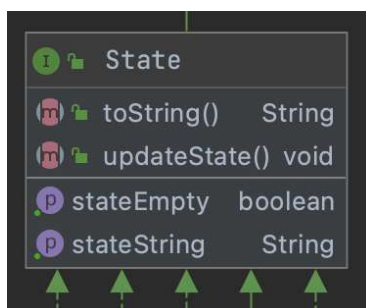 I State
m toString() String
m updateState() void
p stateEmpty boolean
p stateString String